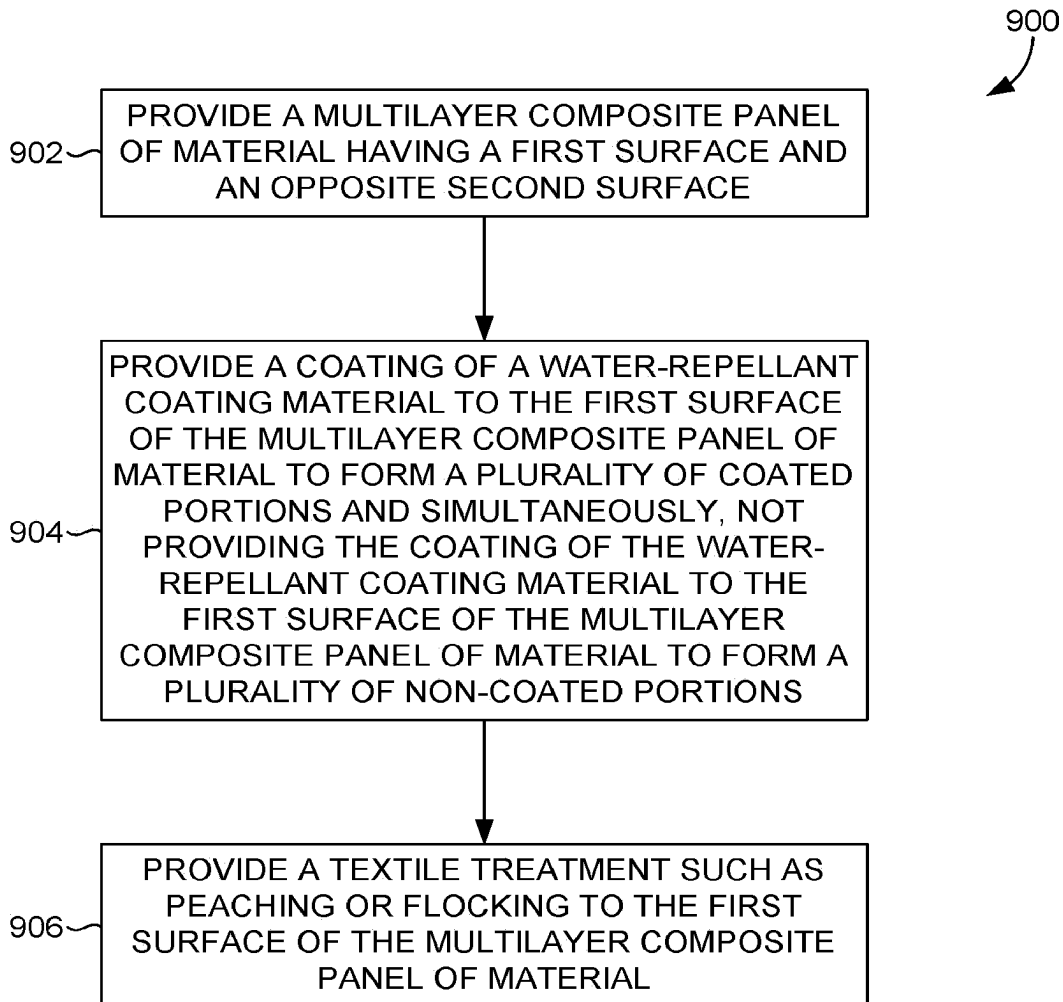 900
902
PROVIDE A MULTILAYER COMPOSITE PANEL
OF MATERIAL HAVING A FIRST SURFACE AND
AN OPPOSITE SECOND SURFACE
904
PROVIDE A COATING OF A WATER-REPELLANT
COATING MATERIAL TO THE FIRST SURFACE
OF THE MULTILAYER COMPOSITE PANEL OF
MATERIAL TO FORM A PLURALITY OF COATED
PORTIONS AND SIMULTANEOUSLY, NOT
PROVIDING THE COATING OF THE WATER-
REPELLANT COATING MATERIAL TO THE
FIRST SURFACE OF THE MULTILAYER
COMPOSITE PANEL OF MATERIAL TO FORM A
PLURALITY OF NON-COATED PORTIONS
906
PROVIDE A TEXTILE TREATMENT SUCH AS
PEACHING OR FLOCKING TO THE FIRST
SURFACE OF THE MULTILAYER COMPOSITE
PANEL OF MATERIAL